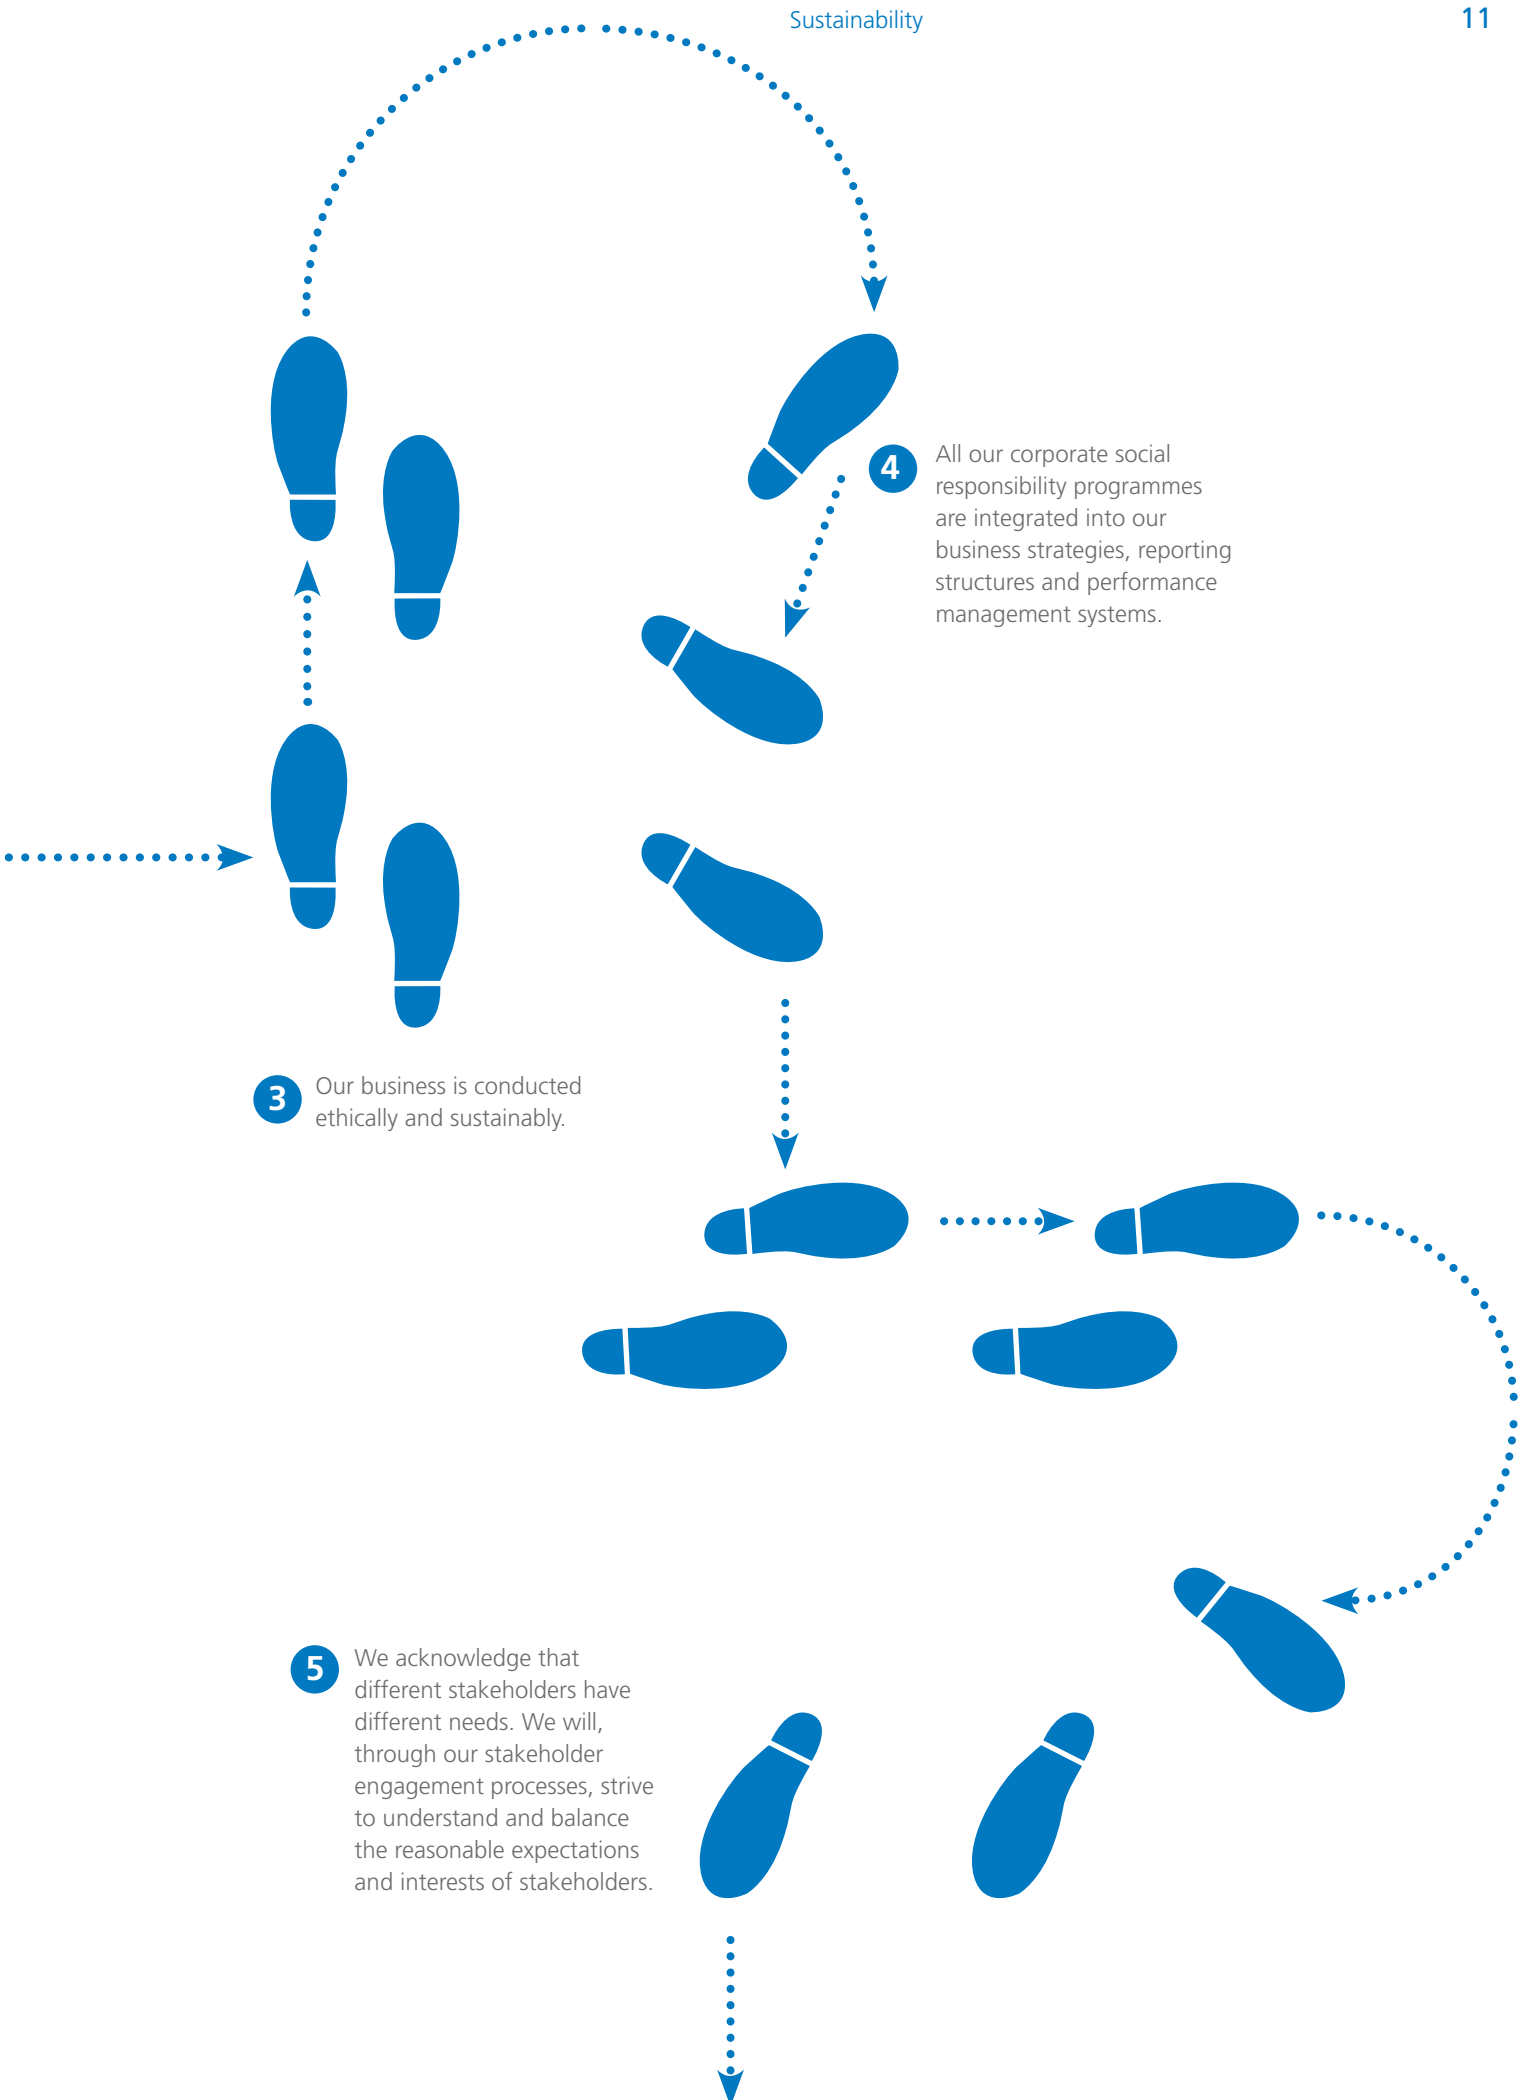 Sustainability
11
4
All our corporate social
responsibility programmes
are integrated into our
business strategies, reporting
structures and performance
management systems.
3
Our business is conducted
ethically and sustainably.
5
We acknowledge that
different stakeholders have
different needs. We will,
through our stakeholder
engagement processes, strive
to understand and balance
the reasonable expectations
and interests of stakeholders.